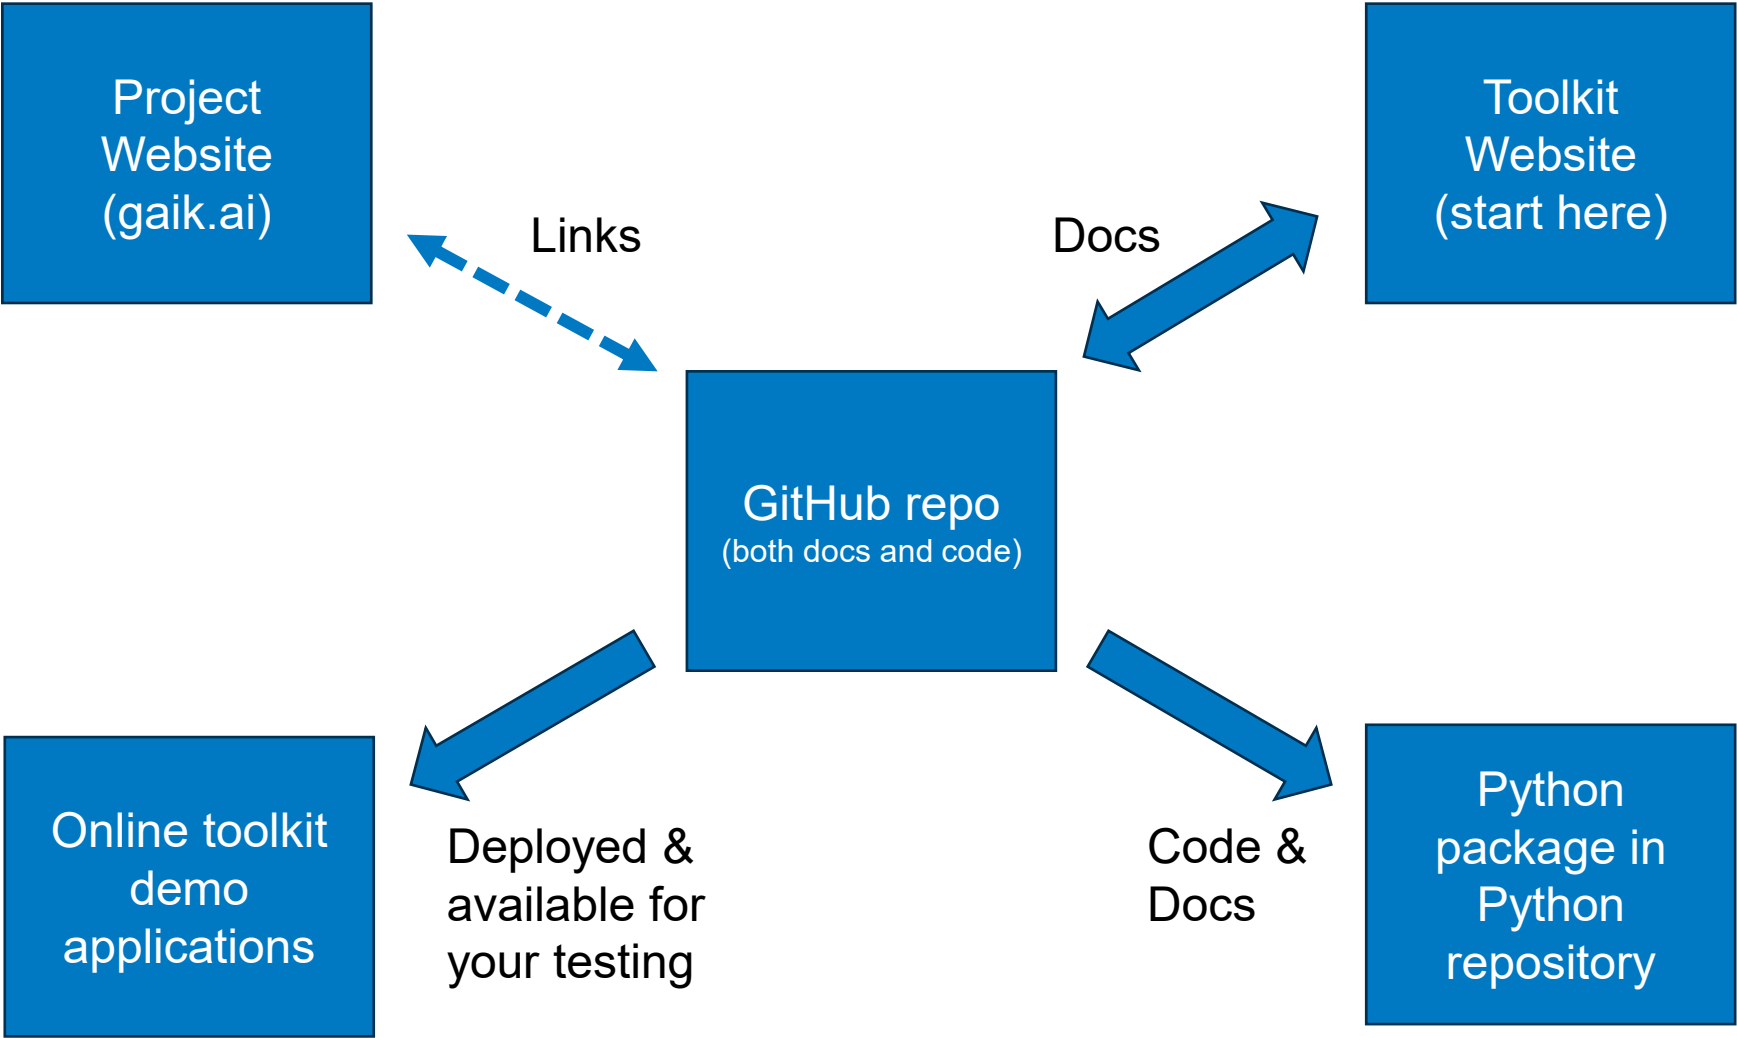 Project
Website
(gaik.ai)
Toolkit
Website
(start here)
Links
Docs
GitHub repo
(both docs and code)
Online toolkit
demo
applications
Deployed &
available for
your testing
Code &
Docs
Python
package in
Python
repository